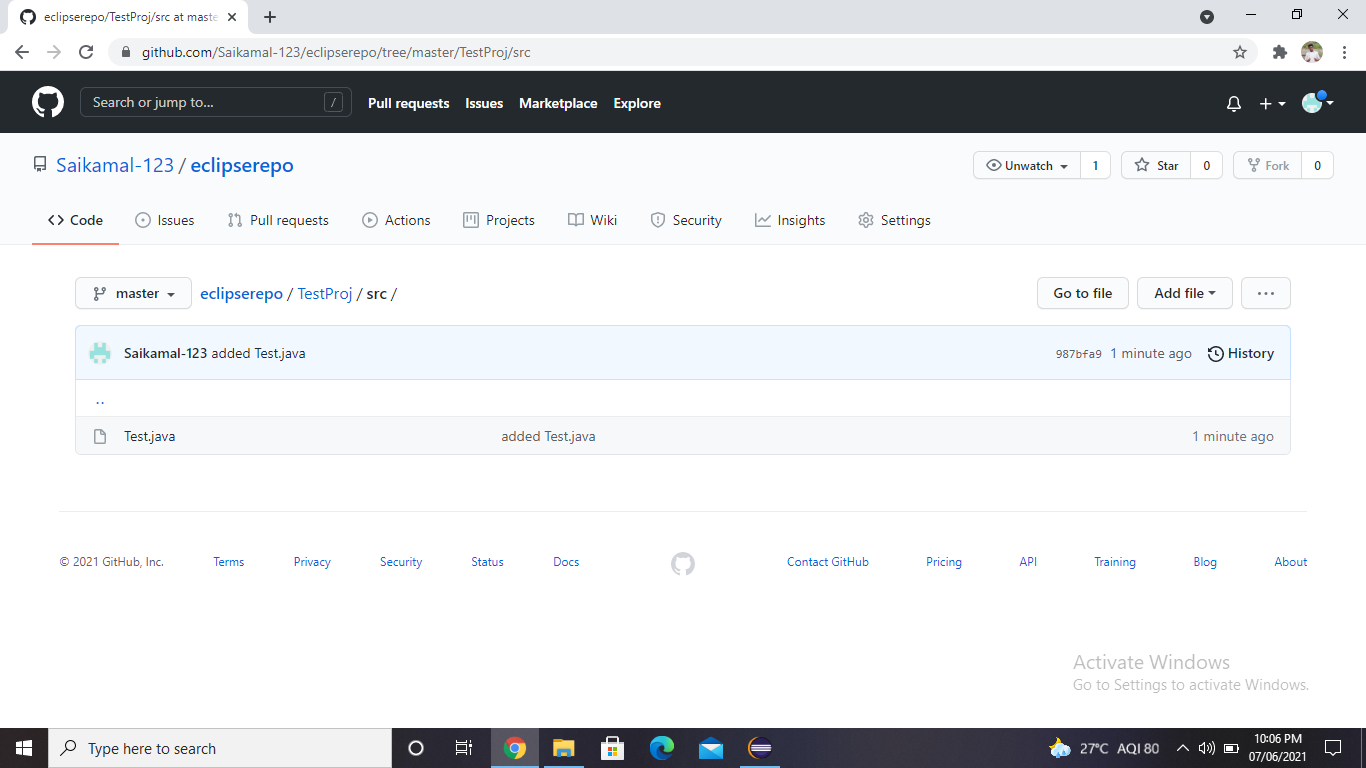 eclipserepo/TestProj/src at maste
github.com/Saikamal-123/eclipserepo/tree/master/TestProj/src
Search or jump to... / Pull requests Issues Marketplace Explore
Saikamal-123 / eclipserepo Unwatch 1 Star 0 Fork 0
Code Issues Pull requests Actions Projects Wiki Security Insights Settings
master eclipserepo / TestProj / src / Go to file Add file ...
Saikamal-123 added Test.java 987bfa9 1 minute ago History
..
Test.java added Test.java 1 minute ago
© 2021 GitHub, Inc. Terms Privacy Security Status Docs Contact GitHub Pricing API Training Blog About
Activate Windows
Go to Settings to activate Windows.
Type here to search 27°C AQI 80 10:06 PM
07/06/2021